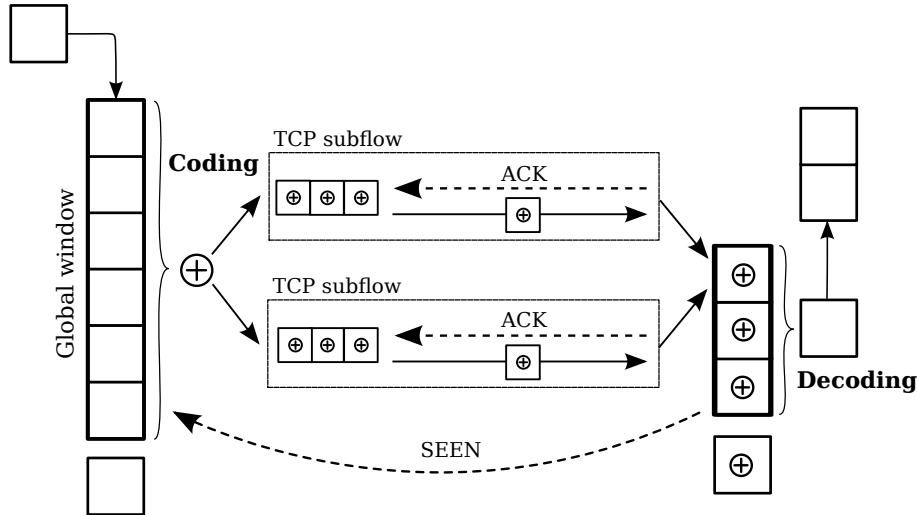 TCP subflow
Coding
ACK
Global window
TCP subflow
ACK
Decoding
SEEN